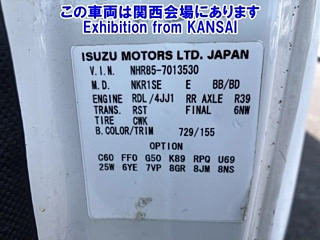 この車両は関西会場にあります
Exhibition from KANSAI
ISUZU MOTORS LTD. JAPAN
V.I.N. NHR85-7013530
M.D. NKR1SE E BB/BD
ENGINE RDL/4JJ1 RR AXLE R39
TRANS. RST FINAL 6NW
TIRE CWK
B.COLOR/TRIM 729/155
OPTION
C60 FF0 G50 K89 RPQ U69
25W 6YE 7VP 8GR 8JM 8NS